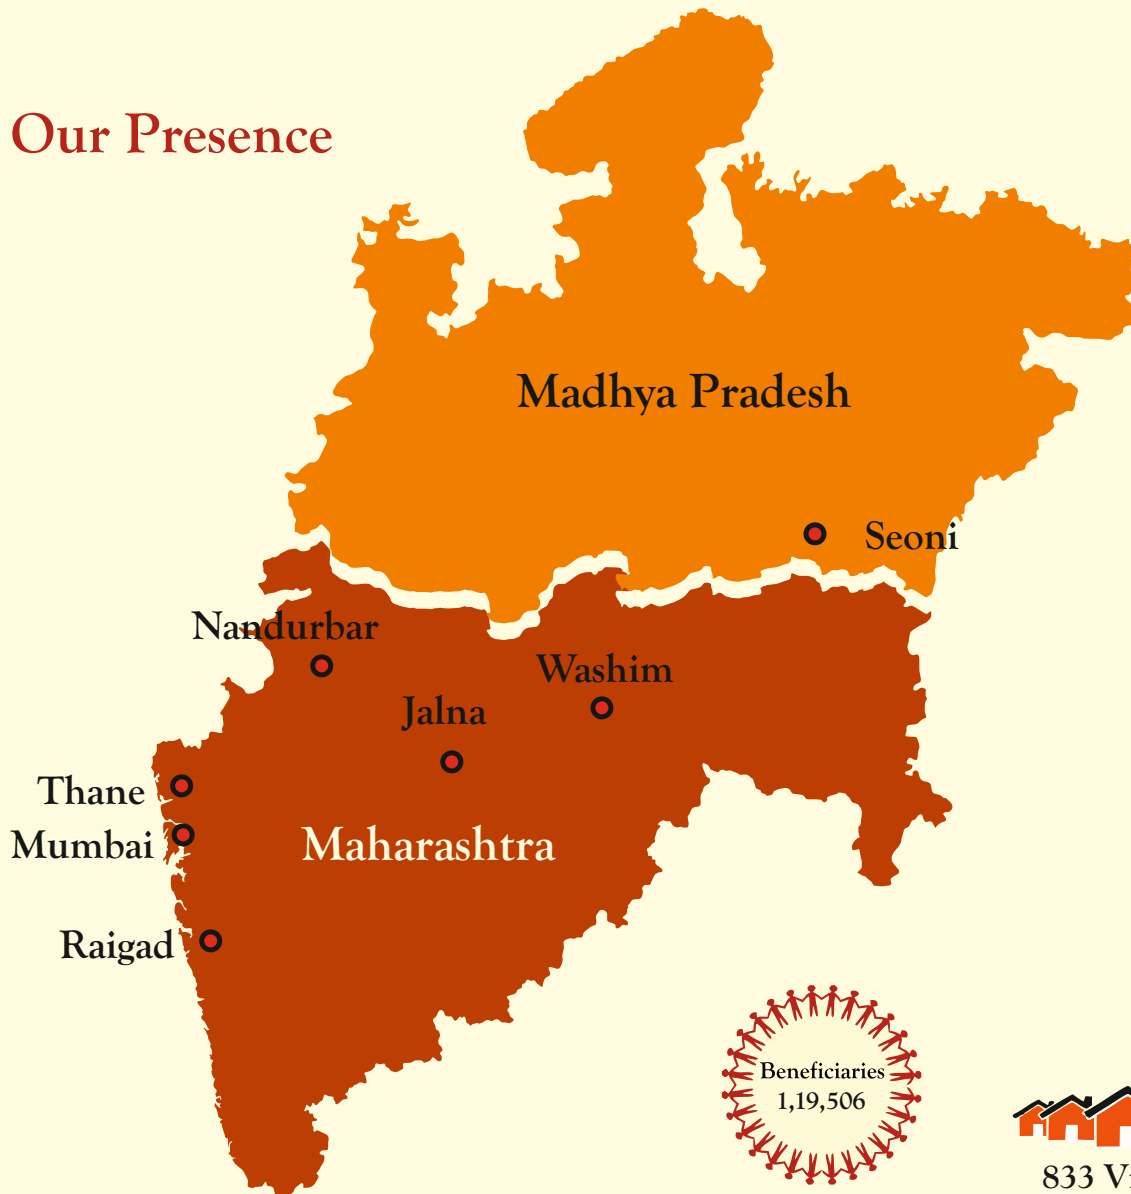 Our Presence
Madhya Pradesh
Seoni
Nandurbar
Washim
Jalna
Thane
Mumbai
Maharashtra
Raigad
Beneficiaries
1,19,506
833